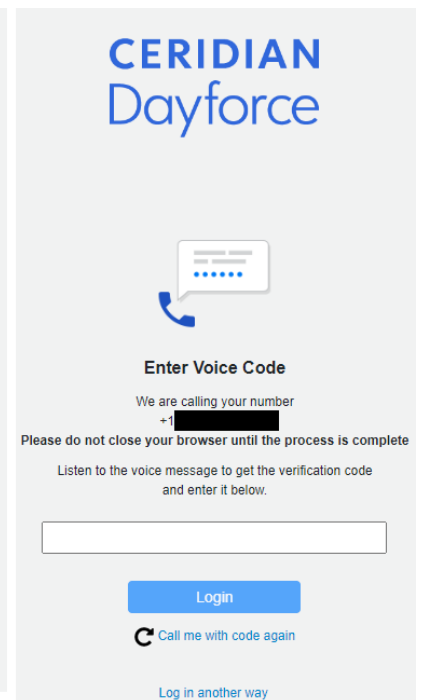 CERIDIAN
Dayforce
Enter Voice Code
We are calling your number
+1
Please do not close your browser until the process is complete
Listen to the voice message to get the verification code
and enter it below.
Login
Call me with code again
Log in another way